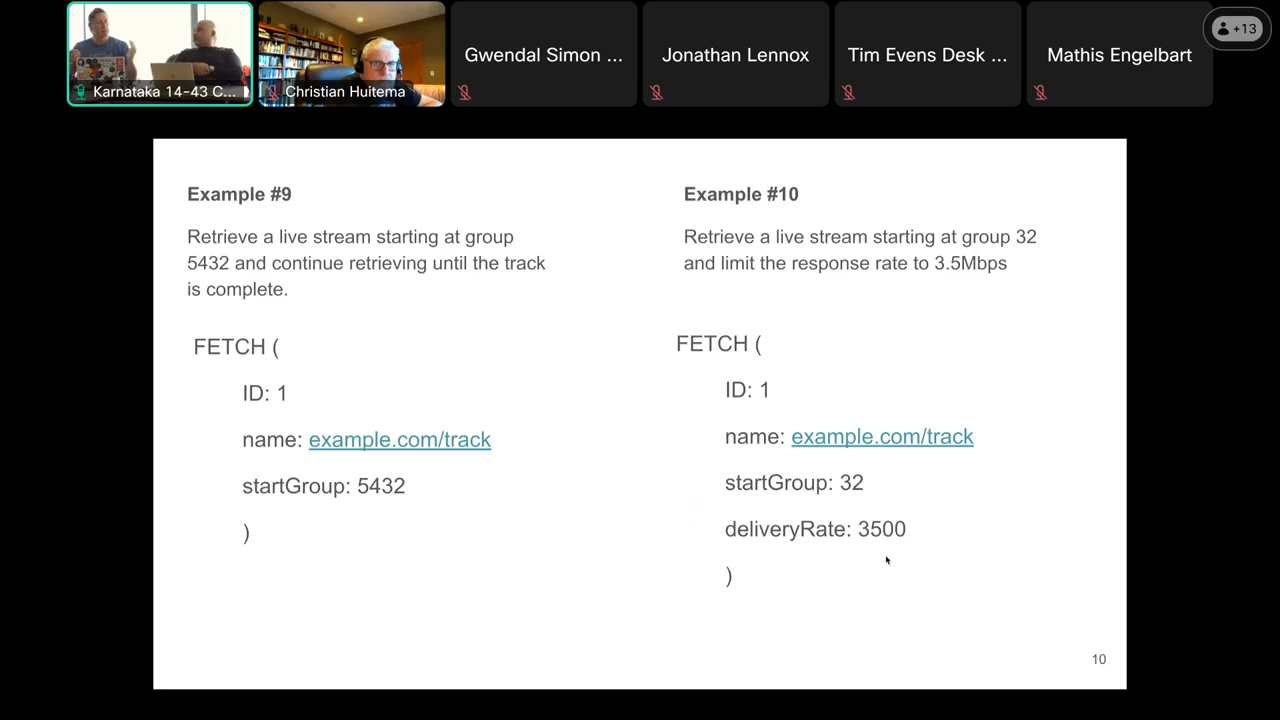 Karnataka 14-43 C...
Christian Huitema
Gwendal Simon ...
Jonathan Lennox
Tim Evens Desk ...
Mathis Engelbart
+13
Example #9
Retrieve a live stream starting at group
5432 and continue retrieving until the track
is complete.
FETCH (
ID: 1
name: example.com/track
startGroup: 5432
)
Example #10
Retrieve a live stream starting at group 32
and limit the response rate to 3.5Mbps
FETCH (
ID: 1
name: example.com/track
startGroup: 32
deliveryRate: 3500
)
10